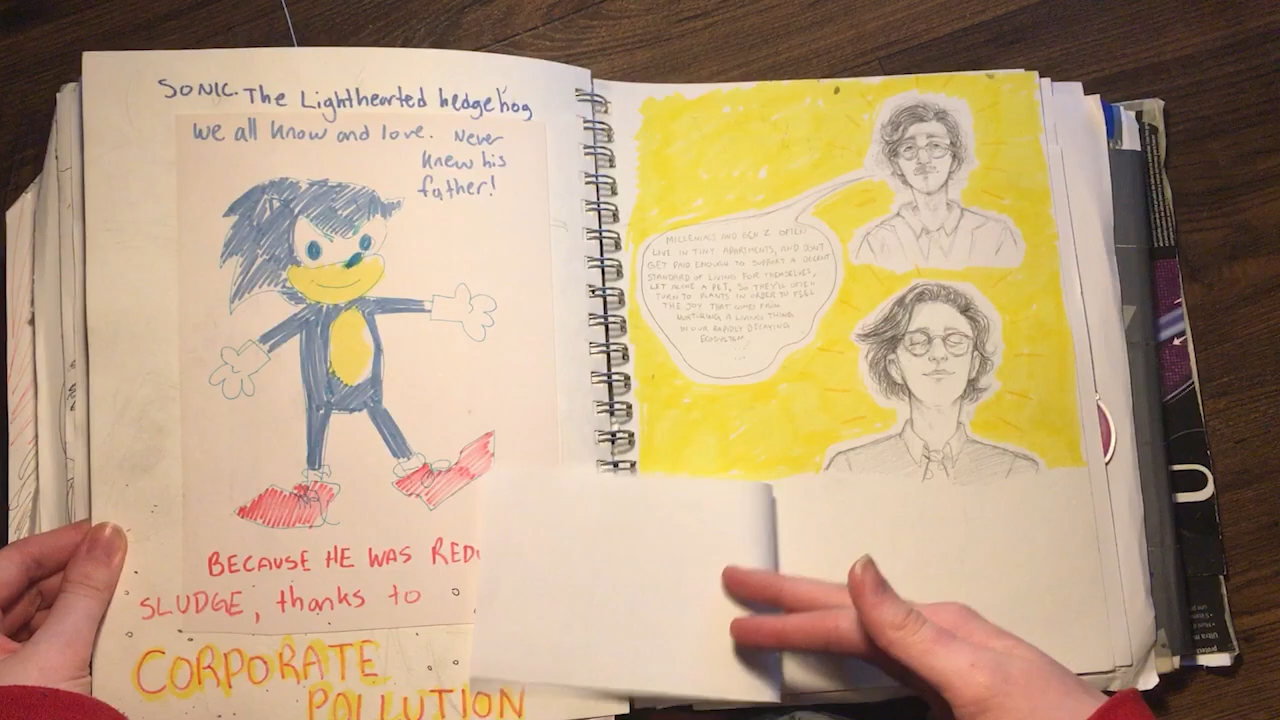 SONIC. The Lighthearted hedgehog
we all know and love. Never
knew his
father!
BECAUSE HE WAS
SLUDGE, thanks to
CORPORATE
POLLUTION
MILLENIALS AND GEN Z OFTEN
LIVE IN TINY APARTMENTS, AND DON'T
GET PAID ENOUGH TO SUPPORT A DECENT
STANDARD OF LIVING FOR THEMSELVES,
LET ALONE A PET, SO THEY'LL OFTEN
TURN TO PLANTS IN ORDER TO FEEL
THE JOY THAT COMES FROM
NURTURING A LIVING THING
IN OUR RAPIDLY DECAYING
ECOSYSTEM
...